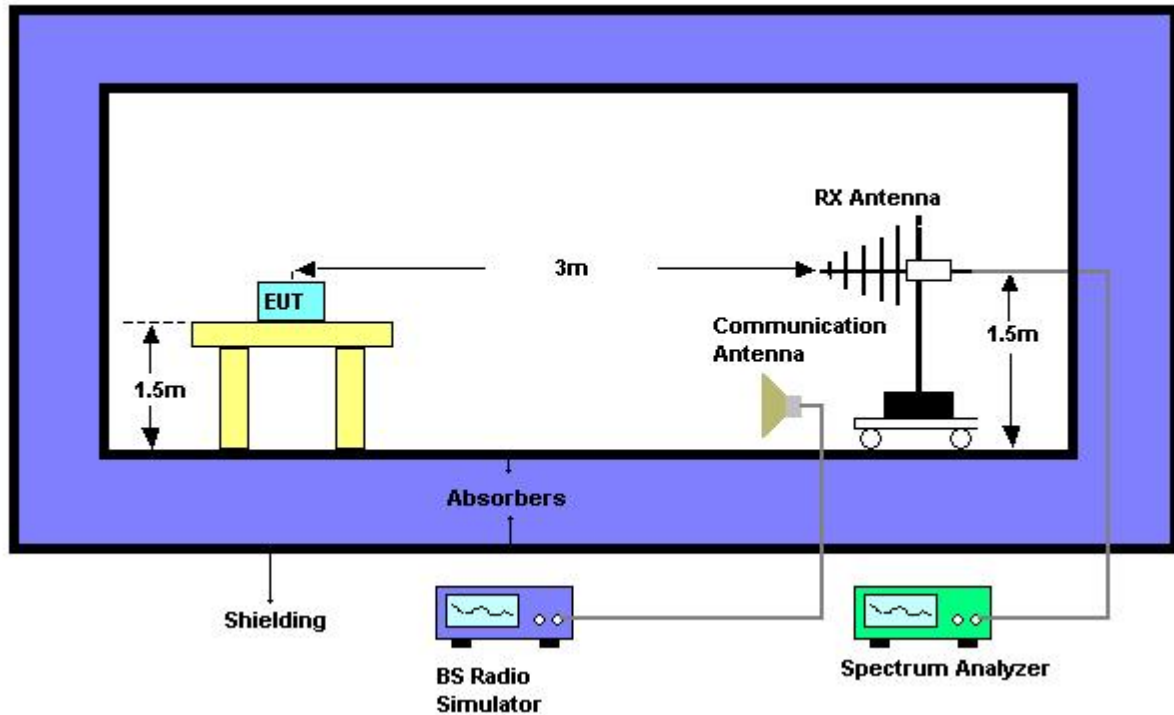 RX Antenna
3m
EUT
Communication
Antenna
1.5m
1.5m
Absorbers
Shielding
BS Radio
Simulator
Spectrum Analyzer